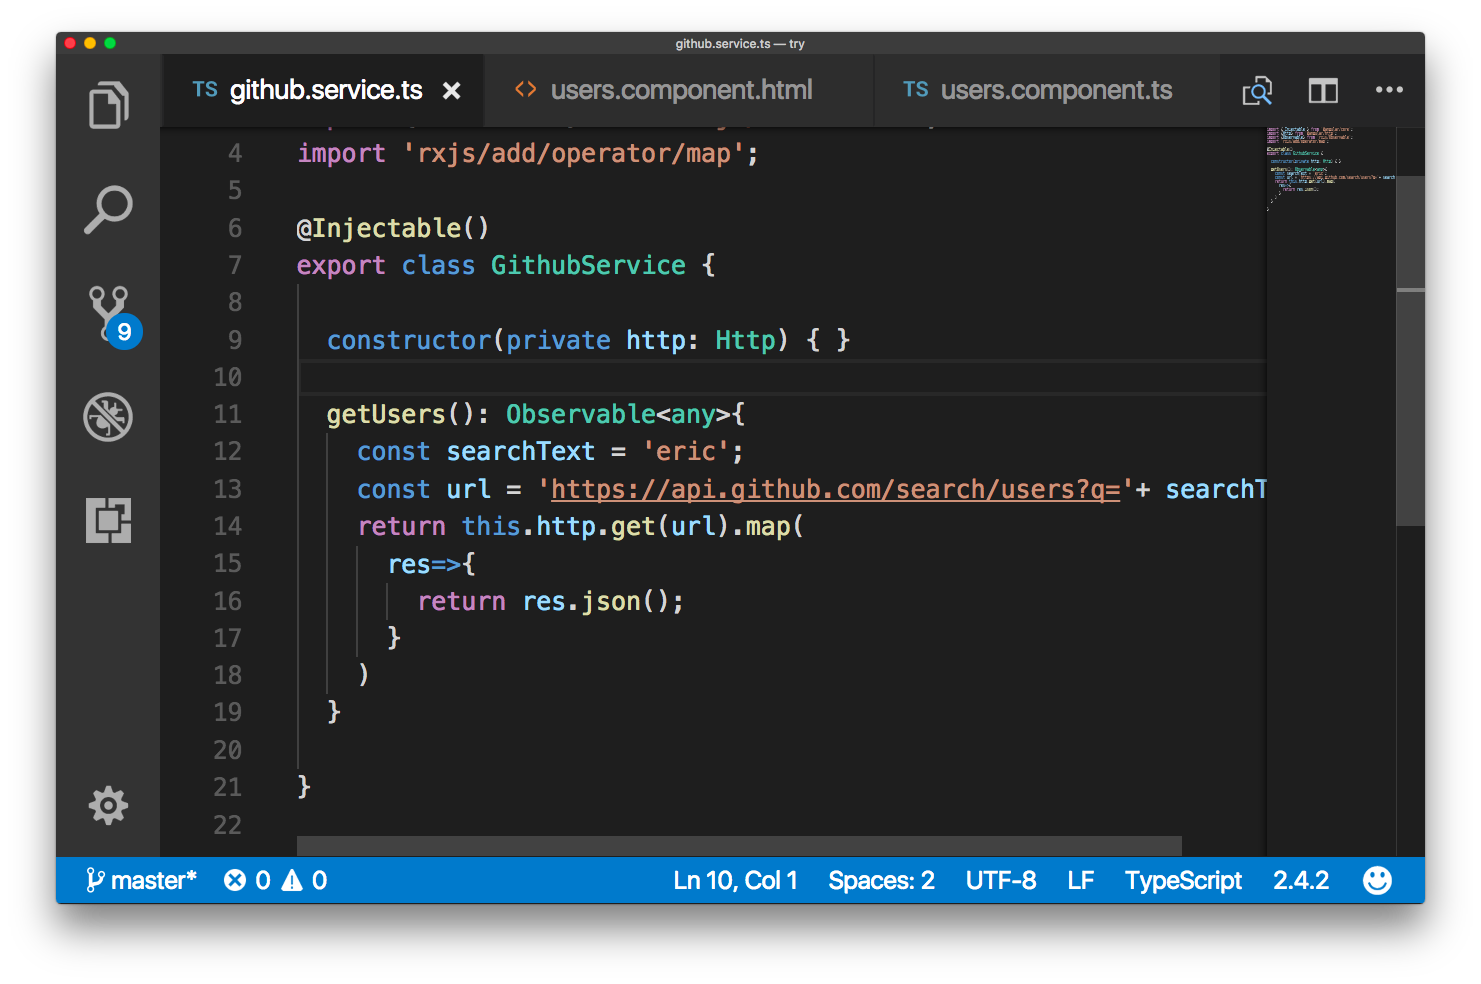 github.service.ts — try
TS github.service.ts
<> users.component.html
TS users.component.ts
4 import 'rxjs/add/operator/map';
5
6 @Injectable()
7 export class GithubService {
8
9 constructor(private http: Http) { }
10
11 getUsers(): Observable<any>{
12 const searchText = 'eric';
13 const url = 'https://api.github.com/search/users?q='+ searchT
14 return this.http.get(url).map(
15 res=>{
16 return res.json();
17 }
18 )
19 }
20
21 }
22
9
master* 0 0 Ln 10, Col 1 Spaces: 2 UTF-8 LF TypeScript 2.4.2